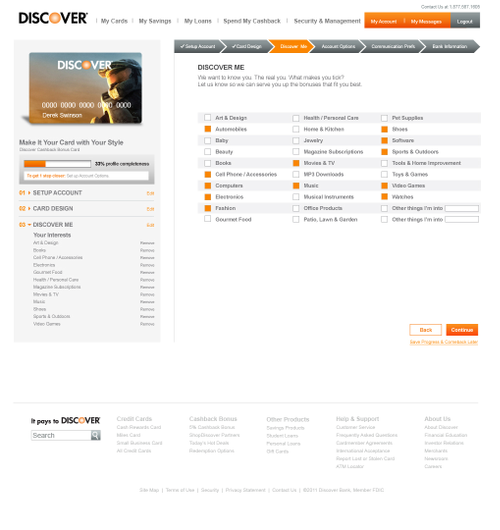 Contact Us at 1.877.581.1805
DISCOVER
My Cards
My Savings
My Loans
Spend My Cashback
Security & Management
My Account
My Messages
Logout
Setup Account
Card Design
Discover Me
Account Options
Communication Prefs
Bank Information
DISCOVER
0000 0000 0000 0000
Derek Swanson
Make It Your Card with Your Style
Discover Cashback Bonus Card
33% profile completeness
To get 1 step closer: Setup Account Options
01 SETUP ACCOUNT Edit
02 CARD DESIGN Edit
03 DISCOVER ME Edit
Your Interests
Art & Design Remove
Books Remove
Cell Phone / Accessories Remove
Electronics Remove
Gourmet Food Remove
Health / Personal Care Remove
Magazine Subscriptions Remove
Movies & TV Remove
Music Remove
Shoes Remove
Sports & Outdoors Remove
Video Games Remove
DISCOVER ME
We want to know you. The real you. What makes you tick?
Let us know so we can serve you up the bonuses that fit you best.
Art & Design
Automobiles
Baby
Beauty
Books
Cell Phone / Accessories
Computers
Electronics
Fashion
Gourmet Food
Health / Personal Care
Home & Kitchen
Jewelry
Magazine Subscriptions
Movies & TV
MP3 Downloads
Music
Musical Instruments
Office Products
Patio, Lawn & Garden
Pet Supplies
Shoes
Software
Sports & Outdoors
Tools & Home Improvement
Toys & Games
Video Games
Watches
Other things I'm into
Other things I'm into
Back
Continue
Save Progress & Comeback Later
It pays to DISCOVER
Search
Credit Cards
Cash Rewards Card
Miles Card
Small Business Card
All Credit Cards
Cashback Bonus
5% Cashback Bonus
ShopDiscover Partners
Today's Hot Deals
Redemption Options
Other Products
Savings Products
Student Loans
Personal Loans
Gift Cards
Help & Support
Customer Service
Frequently Asked Questions
Cardmember Agreements
International Acceptance
Report Lost or Stolen Card
ATM Locator
About Us
About Discover
Financial Education
Investor Relations
Merchants
Newsroom
Careers
Site Map | Terms of Use | Security | Privacy Statement | Contact Us | ©2011 Discover Bank, Member FDIC